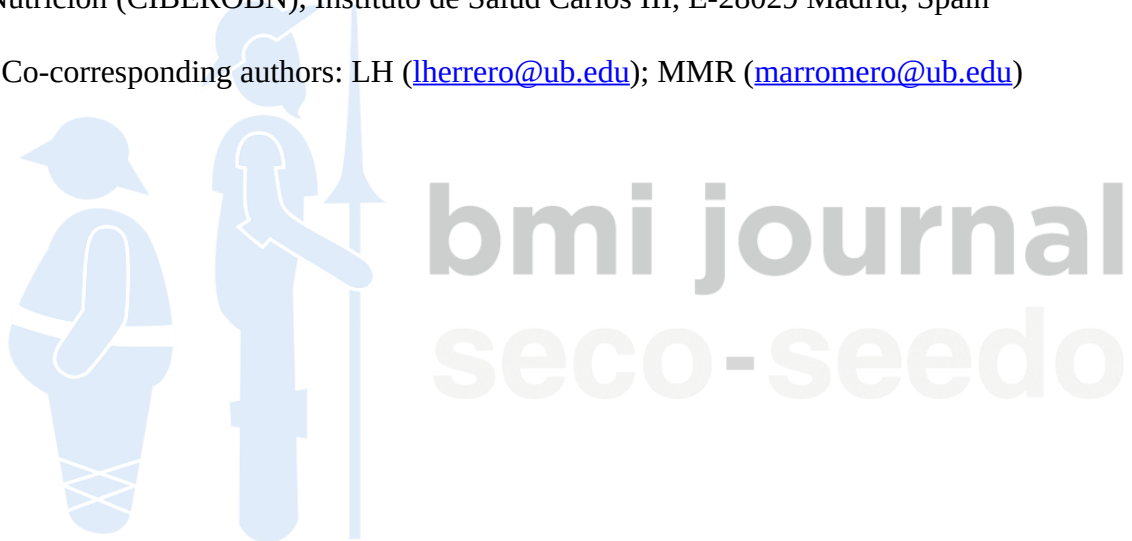 Nutrición (CIBEROBN), Instituto de Salud Carlos III, E-28029 Madrid, Spain
Co-corresponding authors: LH (lherrero@ub.edu); MMR (marromero@ub.edu)
bmi journal
seco-seedo